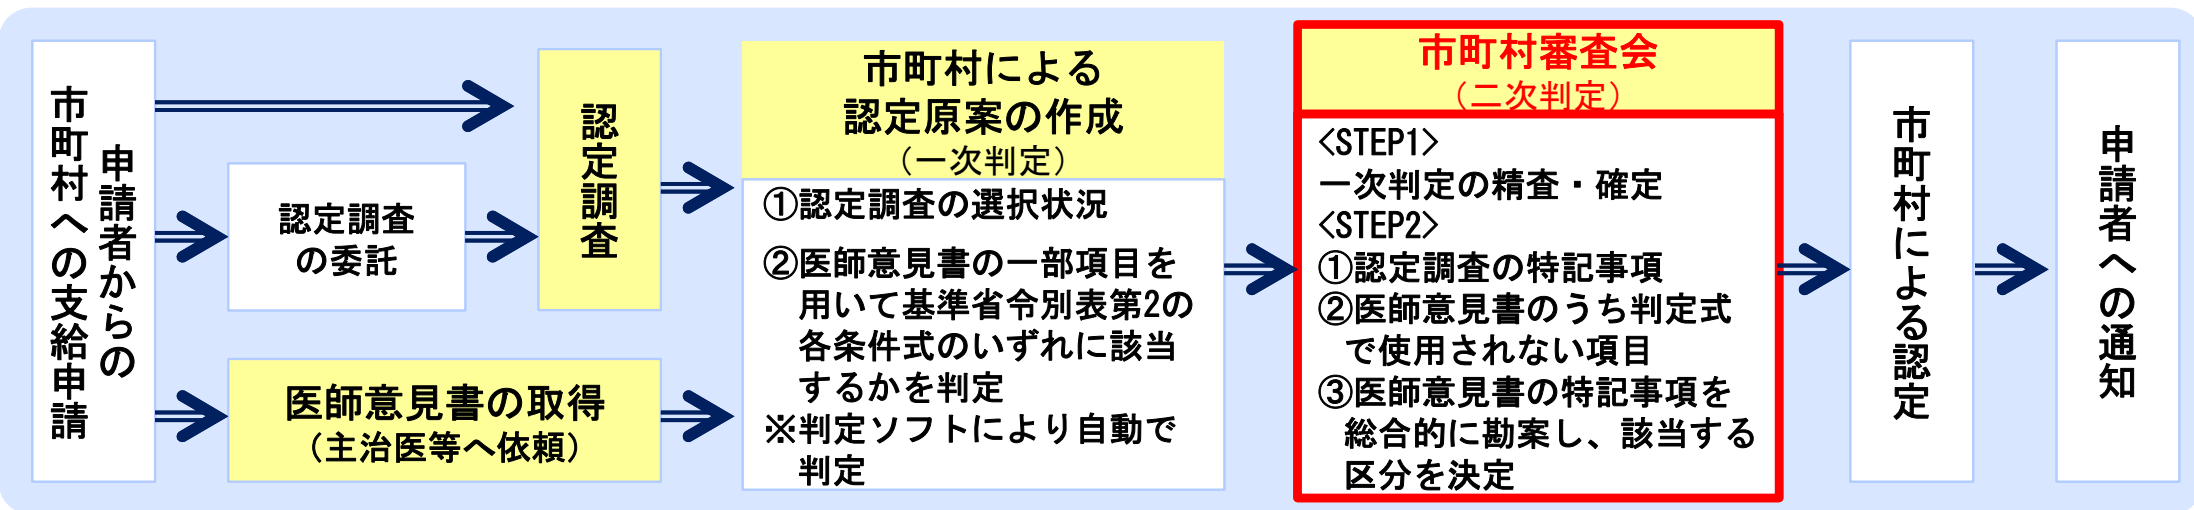 申請者からの
市町村への支給申請
認定調査
の委託
医師意見書の取得
（主治医等へ依頼）
認定調査
市町村による
認定原案の作成
（一次判定）
①認定調査の選択状況
②医師意見書の一部項目を
用いて基準省令別表第2の
各条件式のいずれに該当
するかを判定
※判定ソフトにより自動で
判定
市町村審査会
（二次判定）
<STEP1>
一次判定の精査・確定
<STEP2>
①認定調査の特記事項
②医師意見書のうち判定式
で使用されない項目
③医師意見書の特記事項を
総合的に勘案し、該当する
区分を決定
市町村による認定
申請者への通知